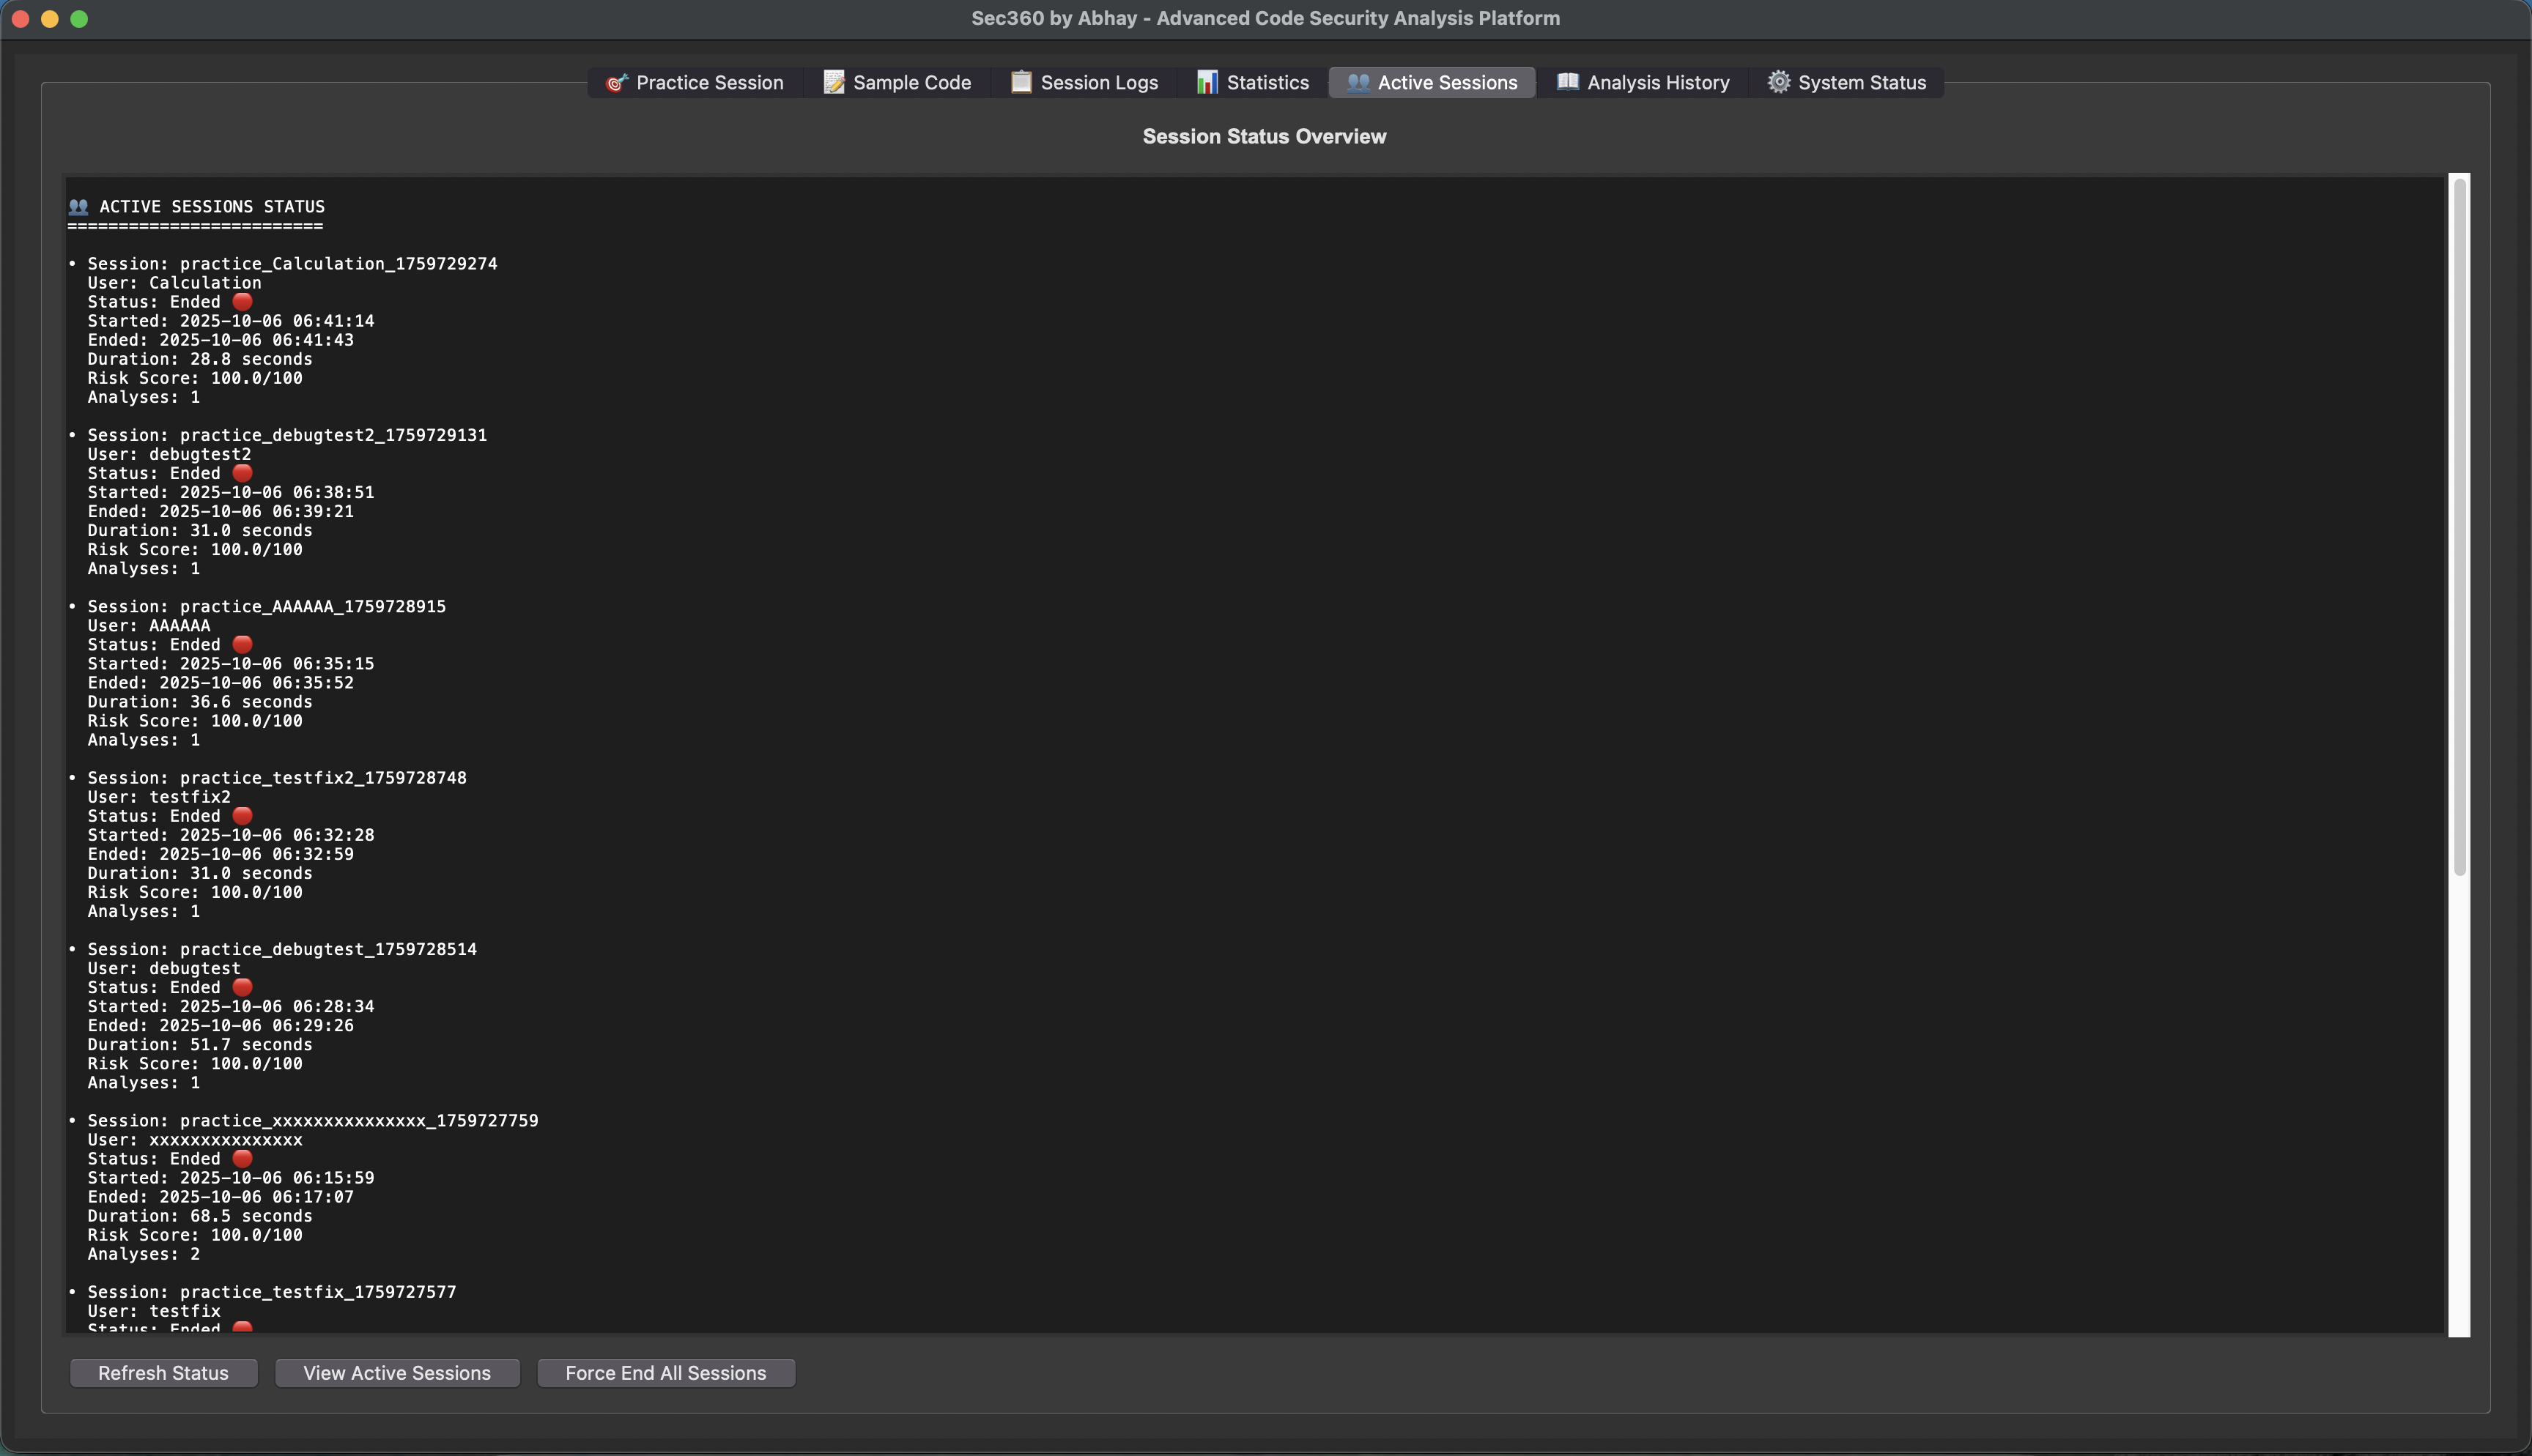 Sec360 by Abhay - Advanced Code Security Analysis Platform
Practice Session
Sample Code
Session Logs
Statistics
Active Sessions
Analysis History
System Status
Session Status Overview
ACTIVE SESSIONS STATUS
=========================
• Session: practice_Calculation_1759729274
User: Calculation
Status: Ended
Started: 2025-10-06 06:41:14
Ended: 2025-10-06 06:41:43
Duration: 28.8 seconds
Risk Score: 100.0/100
Analyses: 1
• Session: practice_debugtest2_1759729131
User: debugtest2
Status: Ended
Started: 2025-10-06 06:38:51
Ended: 2025-10-06 06:39:21
Duration: 31.0 seconds
Risk Score: 100.0/100
Analyses: 1
• Session: practice_AAAAAA_1759728915
User: AAAAAA
Status: Ended
Started: 2025-10-06 06:35:15
Ended: 2025-10-06 06:35:52
Duration: 36.6 seconds
Risk Score: 100.0/100
Analyses: 1
• Session: practice_testfix2_1759728748
User: testfix2
Status: Ended
Started: 2025-10-06 06:32:28
Ended: 2025-10-06 06:32:59
Duration: 31.0 seconds
Risk Score: 100.0/100
Analyses: 1
• Session: practice_debugtest_1759728514
User: debugtest
Status: Ended
Started: 2025-10-06 06:28:34
Ended: 2025-10-06 06:29:26
Duration: 51.7 seconds
Risk Score: 100.0/100
Analyses: 1
• Session: practice_xxxxxxxxxxxxxxx_1759727759
User: xxxxxxxxxxxxxxx
Status: Ended
Started: 2025-10-06 06:15:59
Ended: 2025-10-06 06:17:07
Duration: 68.5 seconds
Risk Score: 100.0/100
Analyses: 2
• Session: practice_testfix_1759727577
User: testfix
Status: Ended
Refresh Status
View Active Sessions
Force End All Sessions